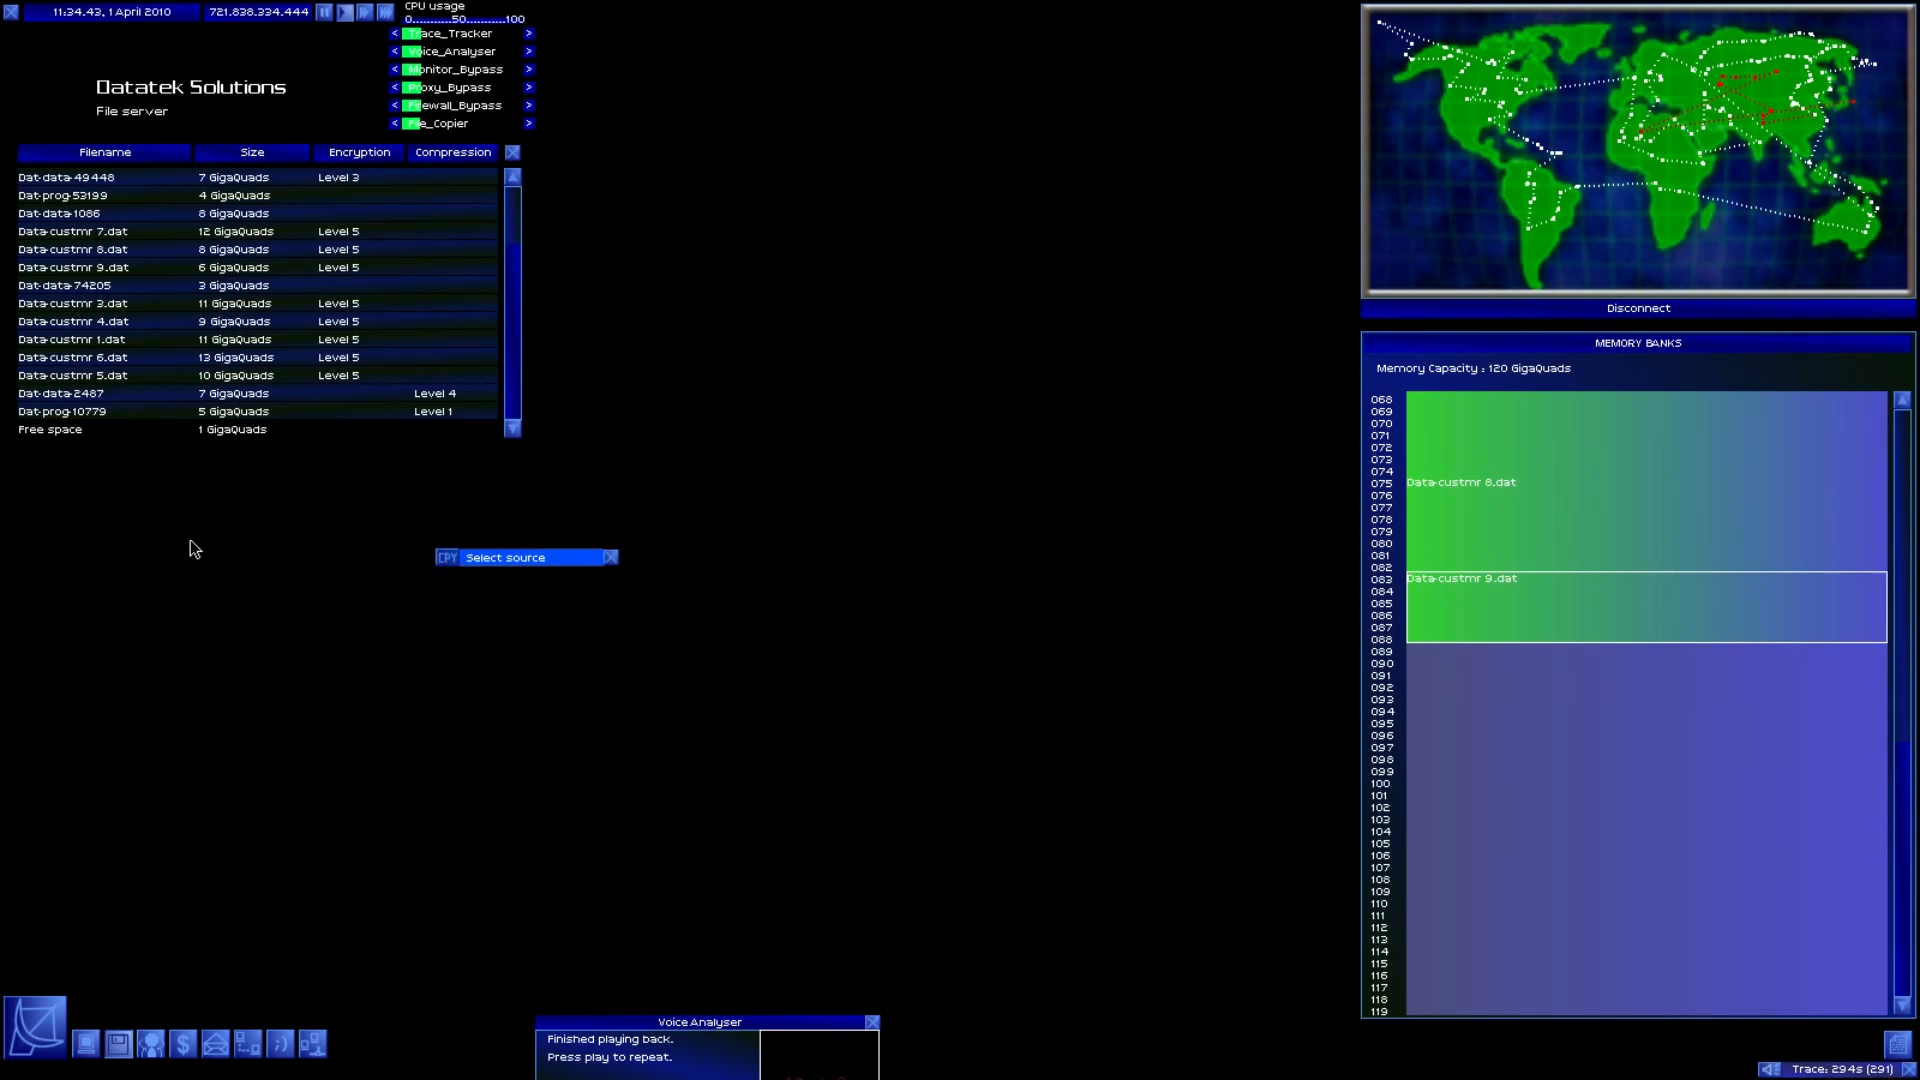 11:34.43, 1 April 2010
721.838.334.444
CPU usage
0............50...........100
Trace_Tracker
Voice_Analyser
Monitor_Bypass
Proxy_Bypass
Firewall_Bypass
File_Copier
Datatek Solutions
File server
Filename Size Encryption Compression
Dat-data-49448 7 GigaQuads Level 3
Dat-prog-53199 4 GigaQuads
Dat-data-1086 8 GigaQuads
Data-custmr 7.dat 12 GigaQuads Level 5
Data-custmr 8.dat 8 GigaQuads Level 5
Data-custmr 9.dat 6 GigaQuads Level 5
Dat-data-74205 3 GigaQuads
Data-custmr 3.dat 11 GigaQuads Level 5
Data-custmr 4.dat 9 GigaQuads Level 5
Data-custmr 1.dat 11 GigaQuads Level 5
Data-custmr 6.dat 13 GigaQuads Level 5
Data-custmr 5.dat 10 GigaQuads Level 5
Dat-data-2487 7 GigaQuads Level 4
Dat-prog-10779 5 GigaQuads Level 1
Free space 1 GigaQuads
CPY Select source
Disconnect
MEMORY BANKS
Memory Capacity : 120 GigaQuads
068
069
070
071
072
073
074
075 Data-custmr 8.dat
076
077
078
079
080
081
082
083 Data-custmr 9.dat
084
085
086
087
088
089
090
091
092
093
094
095
096
097
098
099
100
101
102
103
104
105
106
107
108
109
110
111
112
113
114
115
116
117
118
119
Voice Analyser
Finished playing back.
Press play to repeat.
$
;)
Trace: 294s (291)